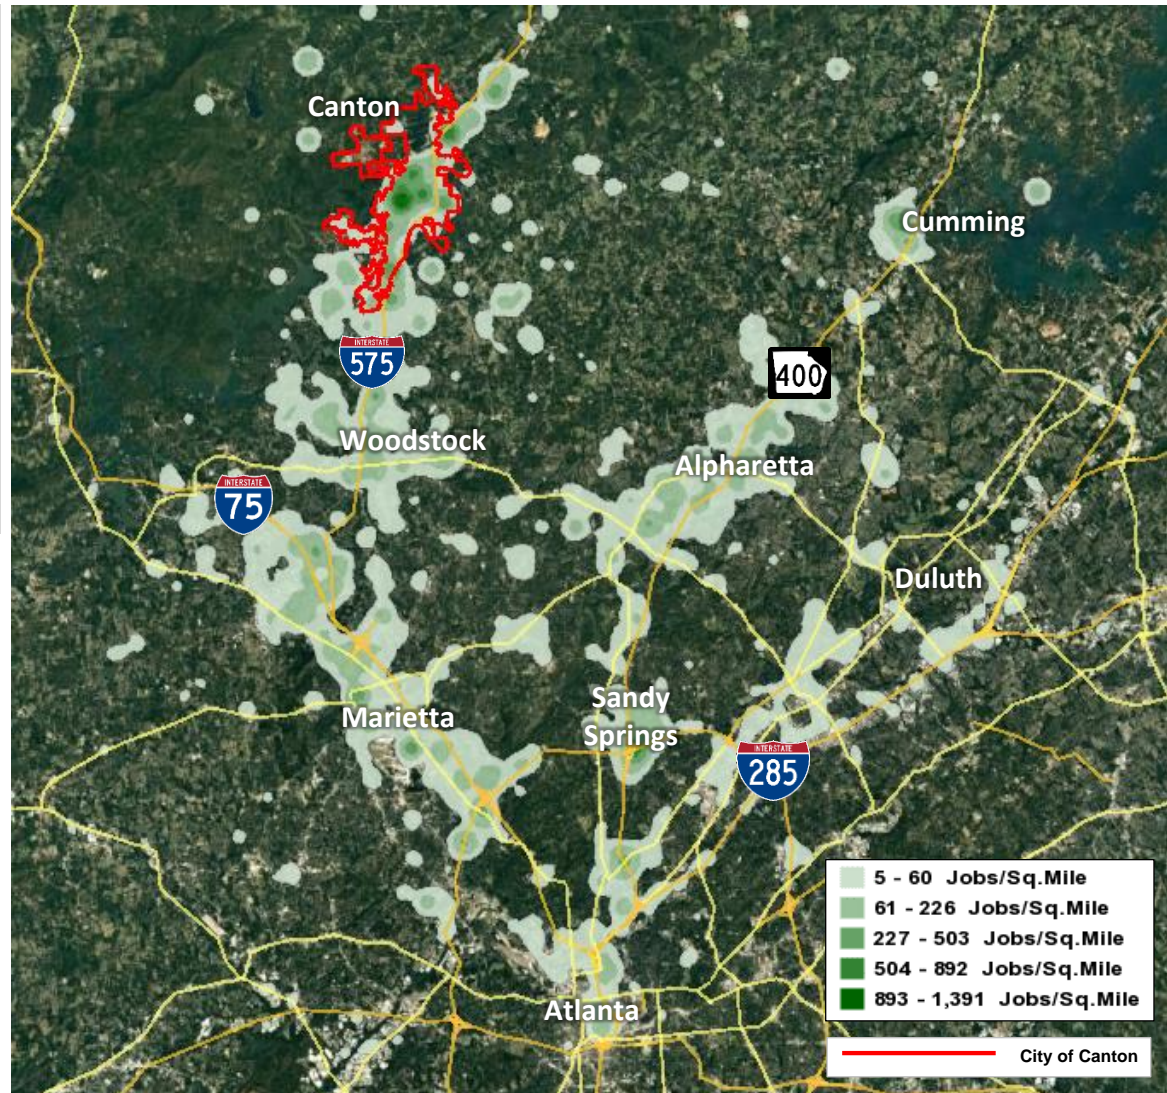 Canton
Cumming
INTERSTATE
575
400
Woodstock
Alpharetta
INTERSTATE
75
Duluth
Sandy
Springs
Marietta
INTERSTATE
285
5 - 60 Jobs/Sq.Mile
61 - 226 Jobs/Sq.Mile
227 - 503 Jobs/Sq.Mile
504 - 892 Jobs/Sq.Mile
893 - 1,391 Jobs/Sq.Mile
Atlanta
City of Canton